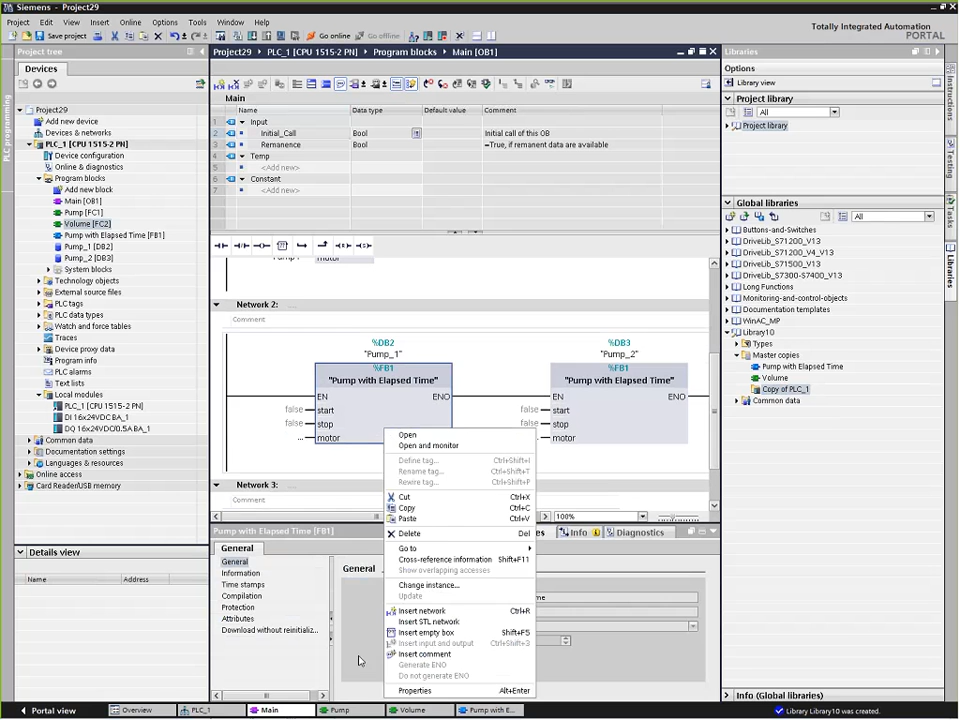 Siemens - Project29
Project Edit View Insert Online Options Tools Window Help
Totally Integrated Automation
PORTAL
Save project Go online Go offline
Project tree
Project29 ▸ PLC_1 [CPU 1515-2 PN] ▸ Program blocks ▸ Main [OB1]
Libraries
Devices
Options
Library view
Project library
All
Project library
Global libraries
All
Buttons-and-Switches
DriveLib_S71200_V13
DriveLib_S71200_V4_V13
DriveLib_S71500_V13
DriveLib_S7300-S7400_V13
Long Functions
Monitoring-and-control-objects
Documentation templates
WinAC_MP
Library10
Types
Master copies
Pump with Elapsed Time
Volume
Copy of PLC_1
Common data
Info (Global libraries)
Instructions
Testing
Tasks
Libraries
PLC programming
Project29
Add new device
Devices & networks
PLC_1 [CPU 1515-2 PN]
Device configuration
Online & diagnostics
Program blocks
Add new block
Main [OB1]
Pump [FC1]
Volume [FC2]
Pump with Elapsed Time [FB1]
Pump_1 [DB2]
Pump_2 [DB3]
System blocks
Technology objects
External source files
PLC tags
PLC data types
Watch and force tables
Traces
Device proxy data
Program info
PLC alarms
Text lists
Local modules
PLC_1 [CPU 1515-2 PN]
DI 16x24VDC BA_1
DQ 16x24VDC/0.5A BA_1
Common data
Documentation settings
Languages & resources
Online access
Card Reader/USB memory
Details view
Name Address
Main
Name Data type Default value Comment
1 Input
2 Initial_Call Bool Initial call of this OB
3 Remanence Bool =True, if remanent data are available
4 Temp
5 <Add new>
6 Constant
7 <Add new>
motor
Network 2:
Comment
%DB2 %DB3
"Pump_1" "Pump_2"
%FB1 %FB1
"Pump with Elapsed Time" "Pump with Elapsed Time"
EN ENO EN ENO
false start false start
false stop false stop
... motor ... motor
Network 3:
Comment
100%
Open
Open and monitor
Define tag... Ctrl+Shift+I
Rename tag... Ctrl+Shift+T
Rewire tag... Ctrl+Shift+P
Cut Ctrl+X
Copy Ctrl+C
Paste Ctrl+V
Delete Del
Go to
Cross-reference information Shift+F11
Show overlapping accesses
Change instance...
Update
Insert network Ctrl+R
Insert STL network
Insert empty box Shift+F5
Insert input and output Ctrl+Shift+3
Insert comment
Generate ENO
Do not generate ENO
Properties Alt+Enter
Pump with Elapsed Time [FB1]
Info Diagnostics
General
General
Information
Time stamps
Compilation
Protection
Attributes
Download without reinitializ...
General
Portal view Overview PLC_1 Main Pump Volume Pump with E...
Library Library10 was created.